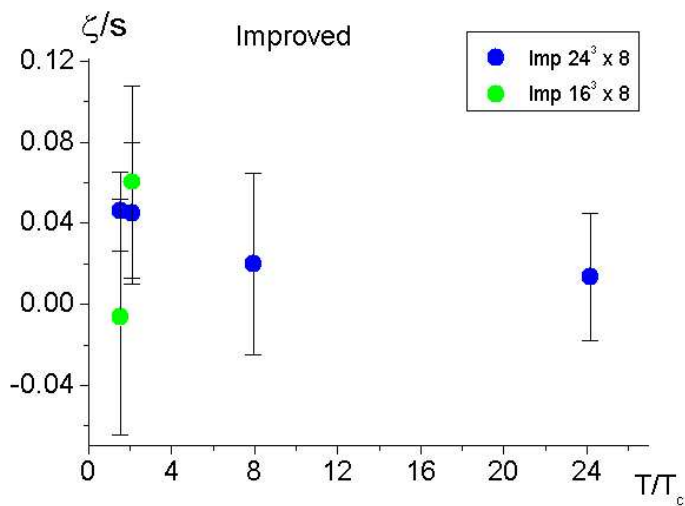 ζ/s
Improved
Imp 24³ x 8
Imp 16³ x 8
0.12
0.08
0.04
0.00
-0.04
0 4 8 12 16 20 24
T/T_c